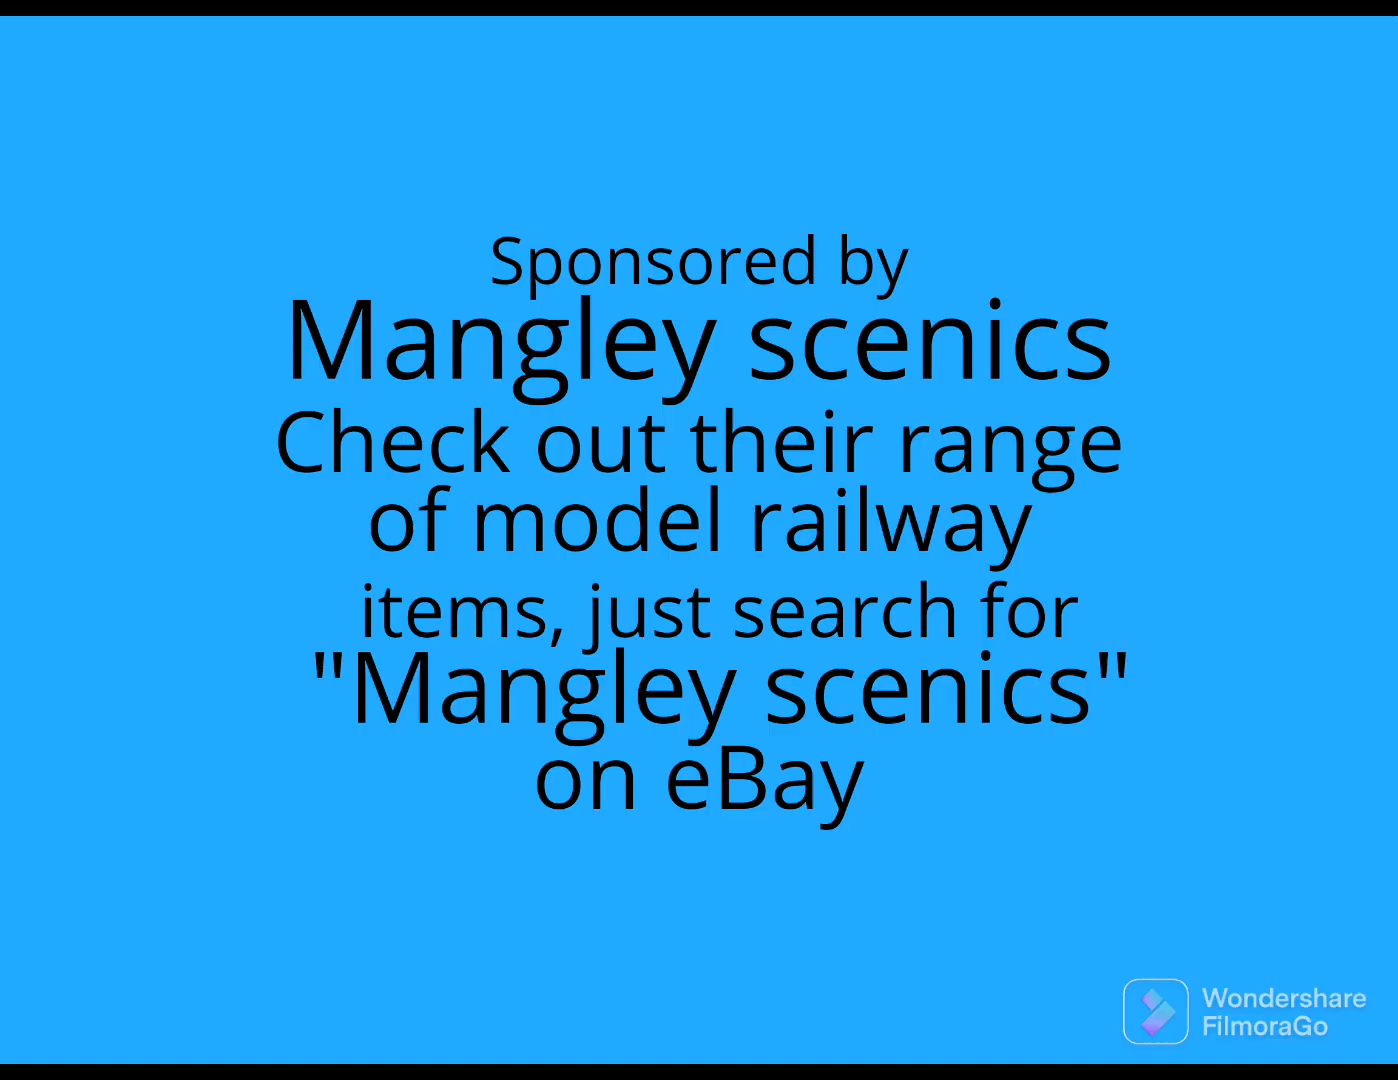 Sponsored by
Mangley scenics
Check out their range
of model railway
items, just search for
"Mangley scenics"
on eBay
Wondershare
FilmoraGo